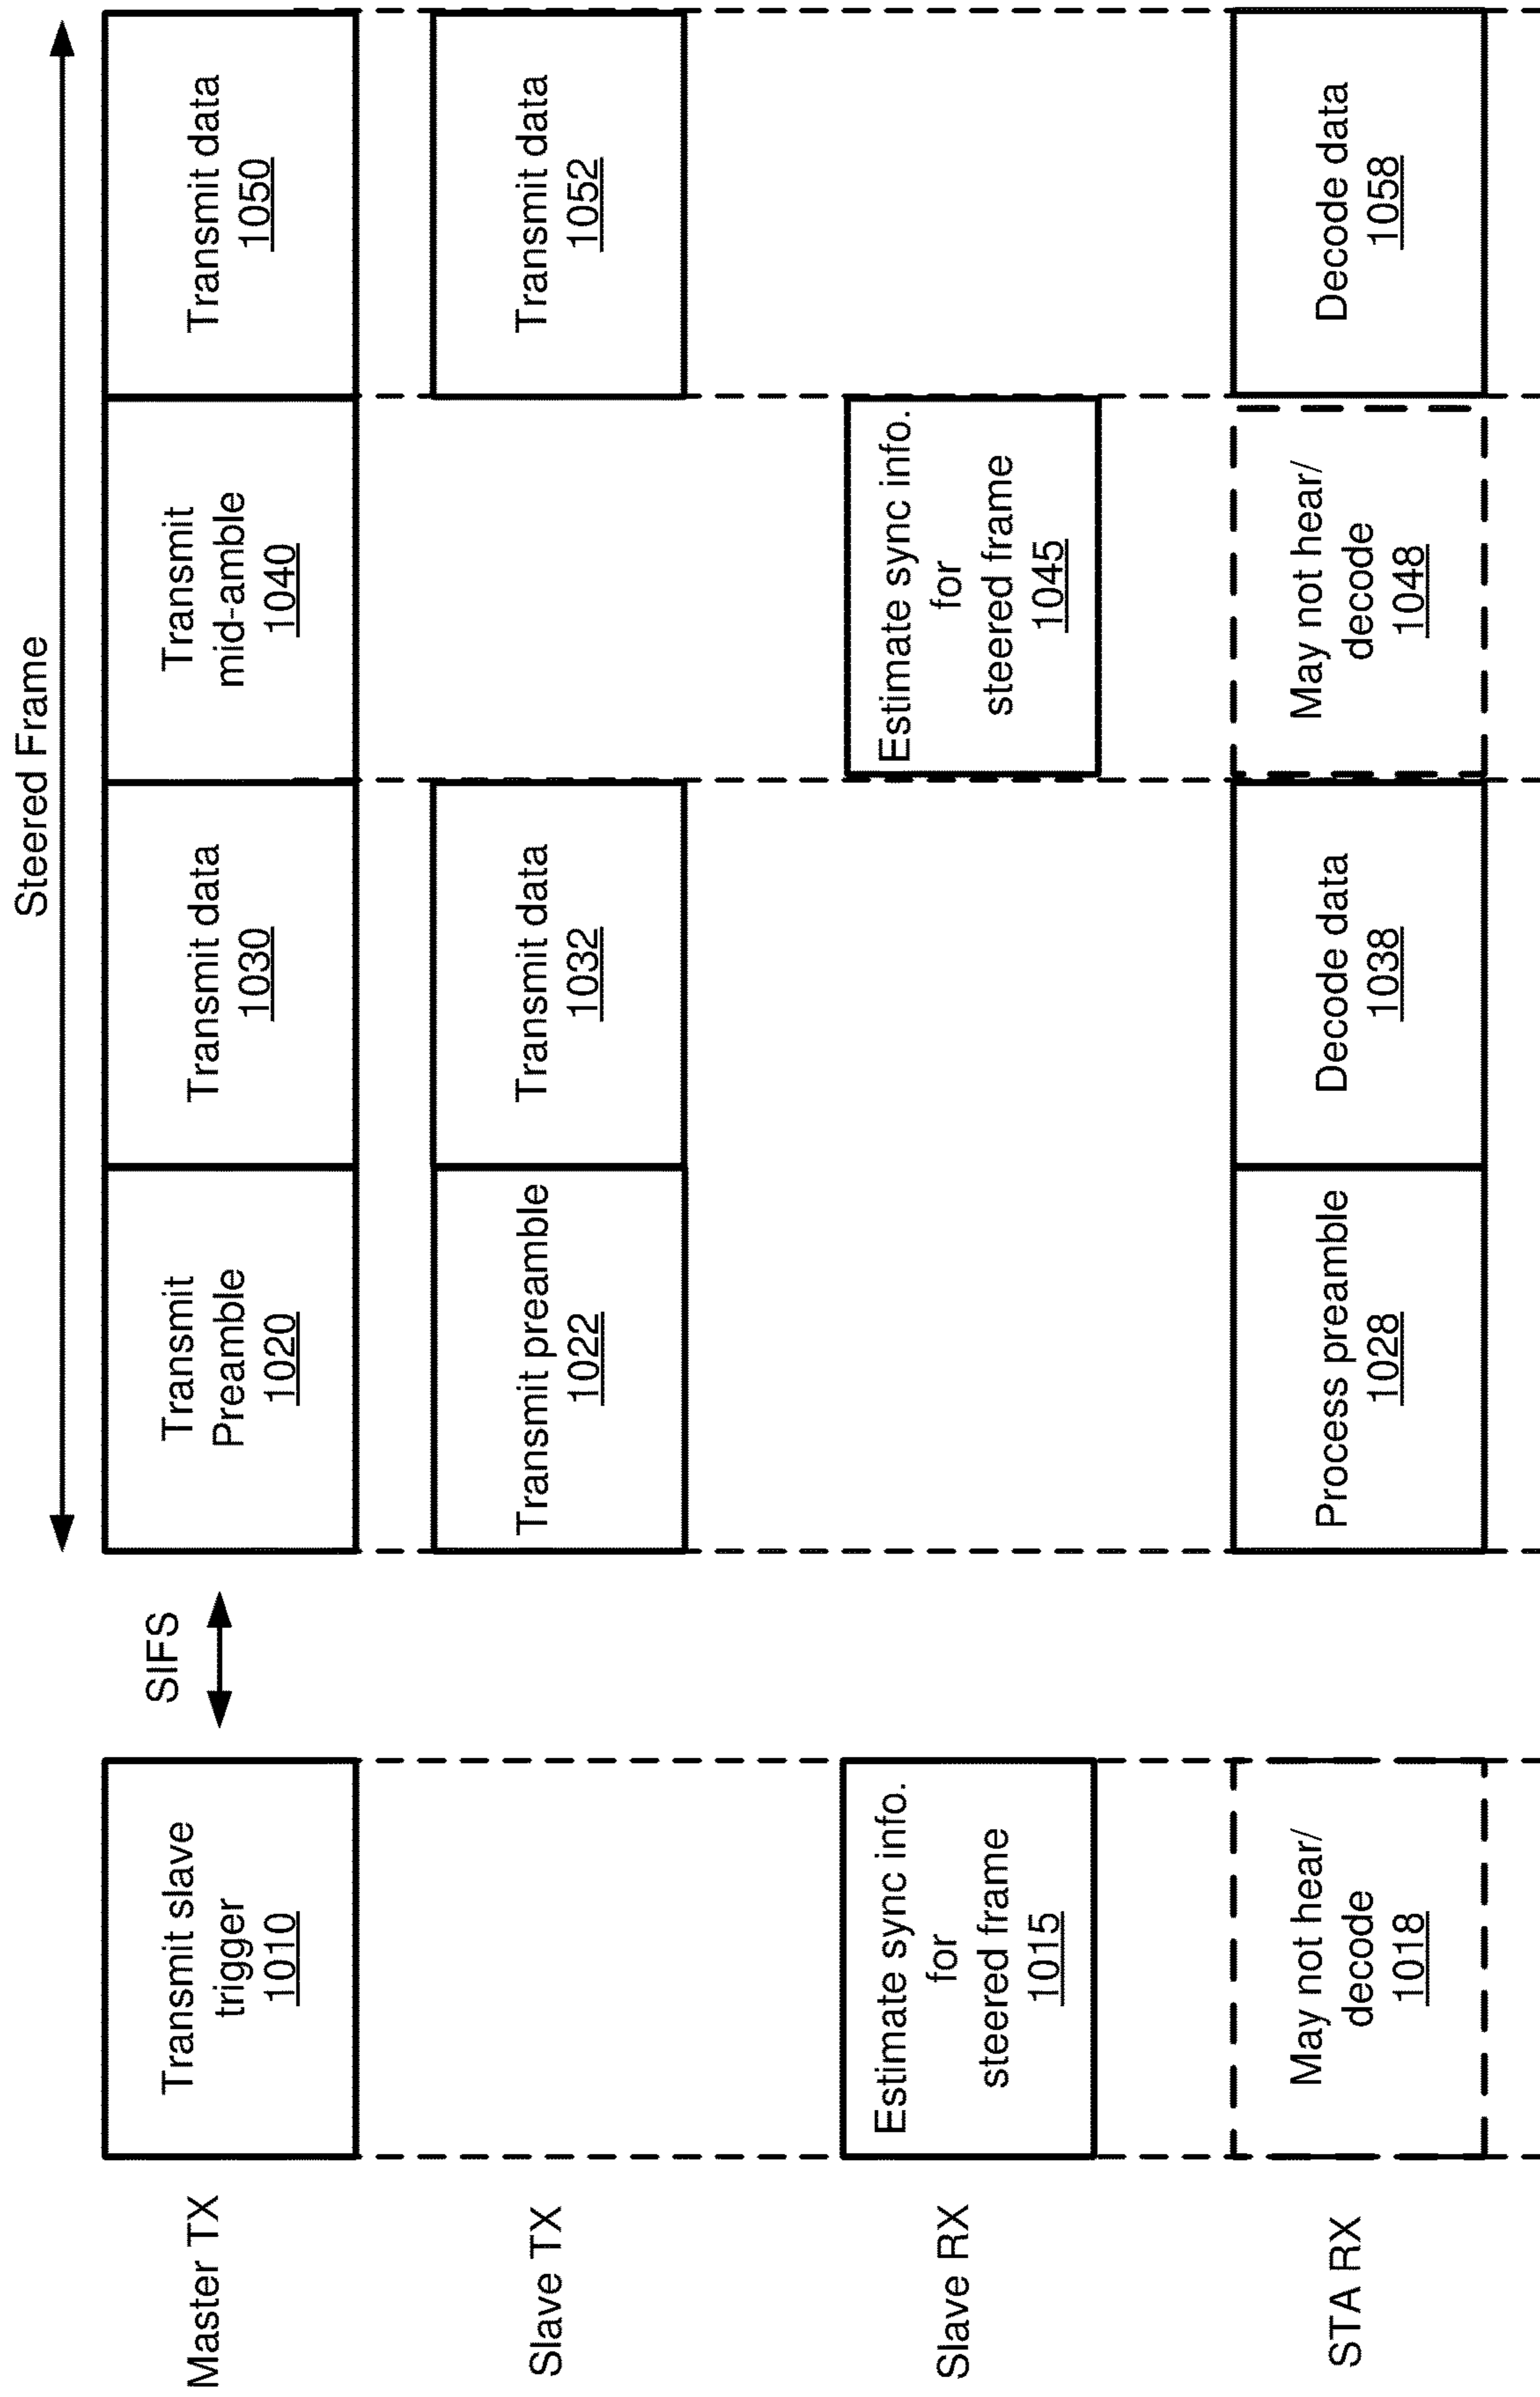 Steered Frame
SIFS
Master TX
Transmit slave
trigger
1010
Transmit
Preamble
1020
Transmit data
1030
Transmit
mid-amble
1040
Transmit data
1050
Slave TX
Transmit preamble
1022
Transmit data
1032
Transmit data
1052
Slave RX
Estimate sync info.
for
steered frame
1015
Estimate sync info.
for
steered frame
1045
STA RX
May not hear/
decode
1018
Process preamble
1028
Decode data
1038
May not hear/
decode
1048
Decode data
1058